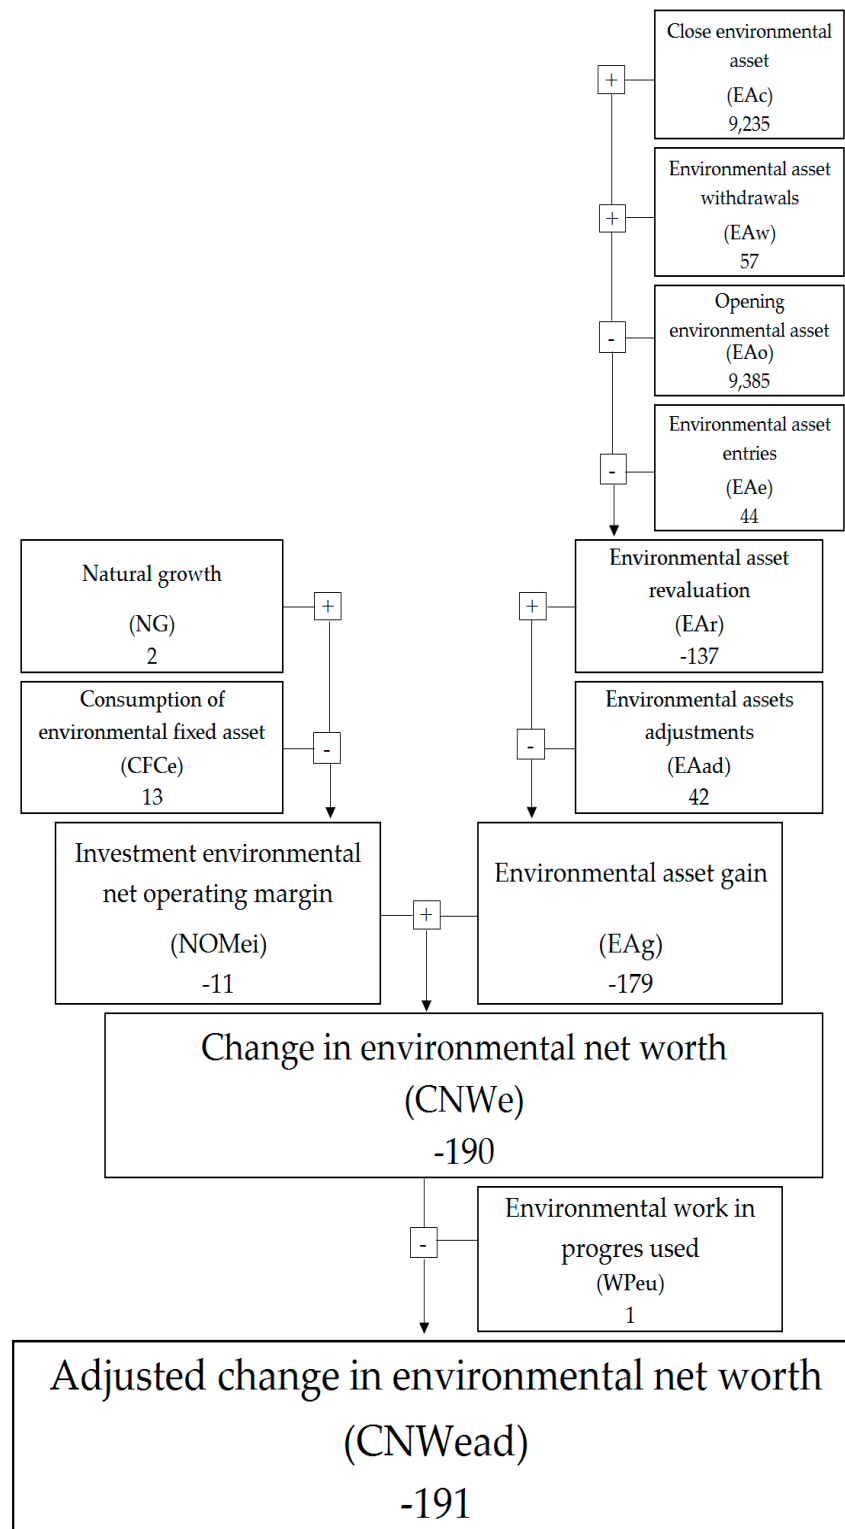 Close environmental
asset
(EAc)
9,235
+
Environmental asset
withdrawals
(EAw)
57
+
Opening
environmental asset
(EAo)
9,385
-
Environmental asset
entries
(EAe)
44
-
Natural growth
(NG)
2
+
Environmental asset
revaluation
(EAr)
-137
+
Consumption of
environmental fixed asset
(CFCe)
13
-
Environmental assets
adjustments
(EAad)
42
-
Investment environmental
net operating margin
(NOMei)
-11
+
Environmental asset gain
(EAg)
-179
Change in environmental net worth
(CNWe)
-190
Environmental work in
progres used
(WPeu)
1
-
Adjusted change in environmental net worth
(CNWead)
-191